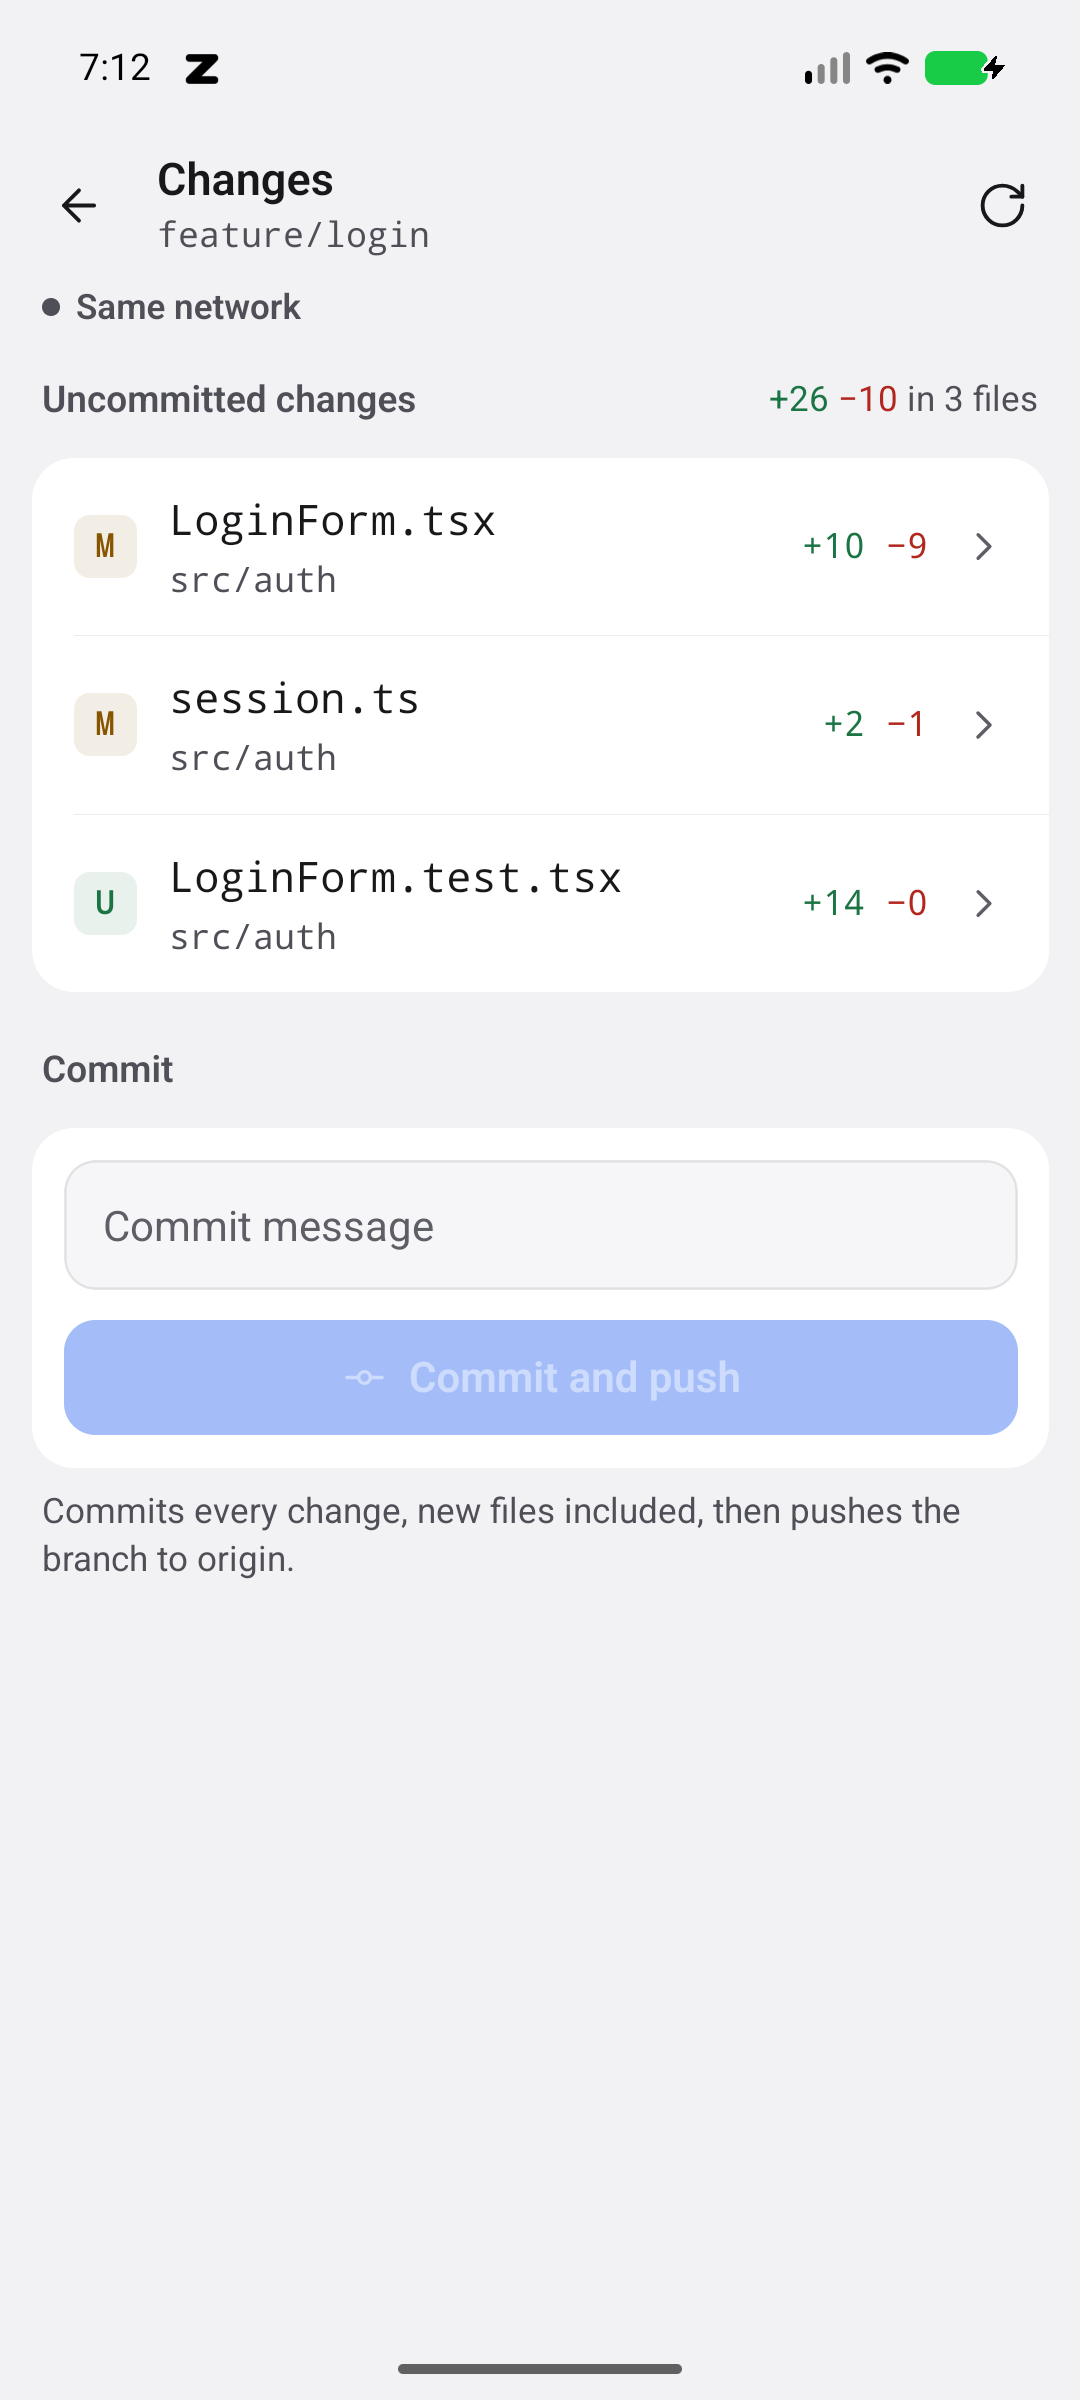 7:12 Z
Changes
feature/login
Same network
Uncommitted changes +26 −10 in 3 files
M LoginForm.tsx +10 −9
src/auth
M session.ts +2 −1
src/auth
U LoginForm.test.tsx +14 −0
src/auth
Commit
Commit message
Commit and push
Commits every change, new files included, then pushes the
branch to origin.